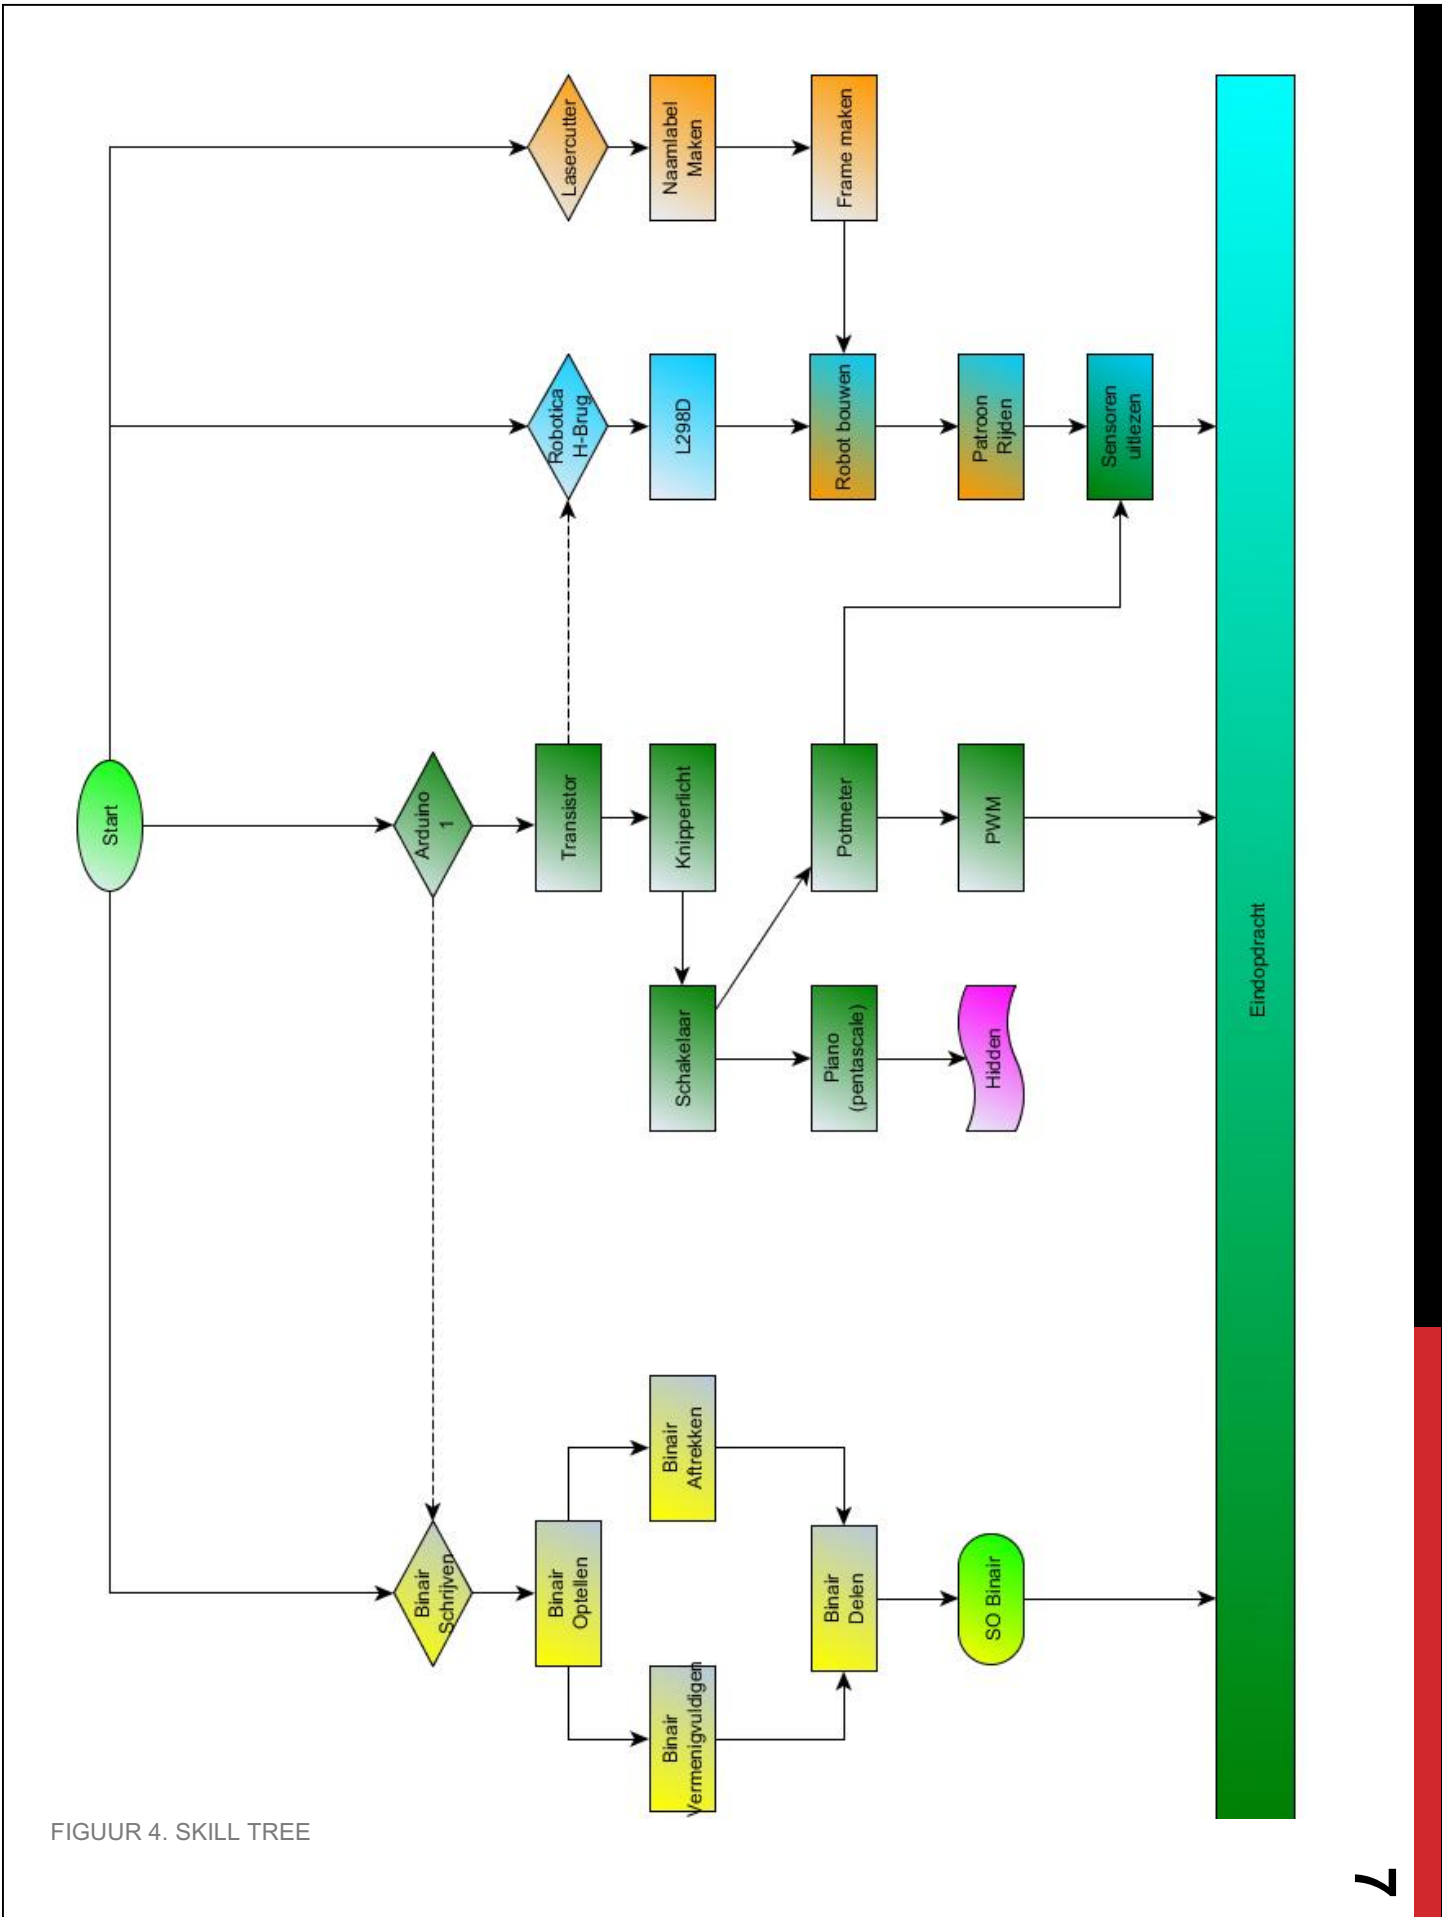 Start
Lasercutter
Naamlabel
Maken
Frame maken
Robotica
H-Brug
L298D
Robot bouwen
Patroon
Rijden
Sensoren
uitlezen
Arduino
1
Transistor
Knipperlicht
Schakelaar
Potmeter
PWM
Piano
(pentascale)
Hidden
Binair
Schrijven
Binair
Optellen
Binair
Aftrekken
Binair
Vermenigvuldigen
Binair
Delen
SO Binair
Eindopdracht
FIGUUR 4. SKILL TREE
7